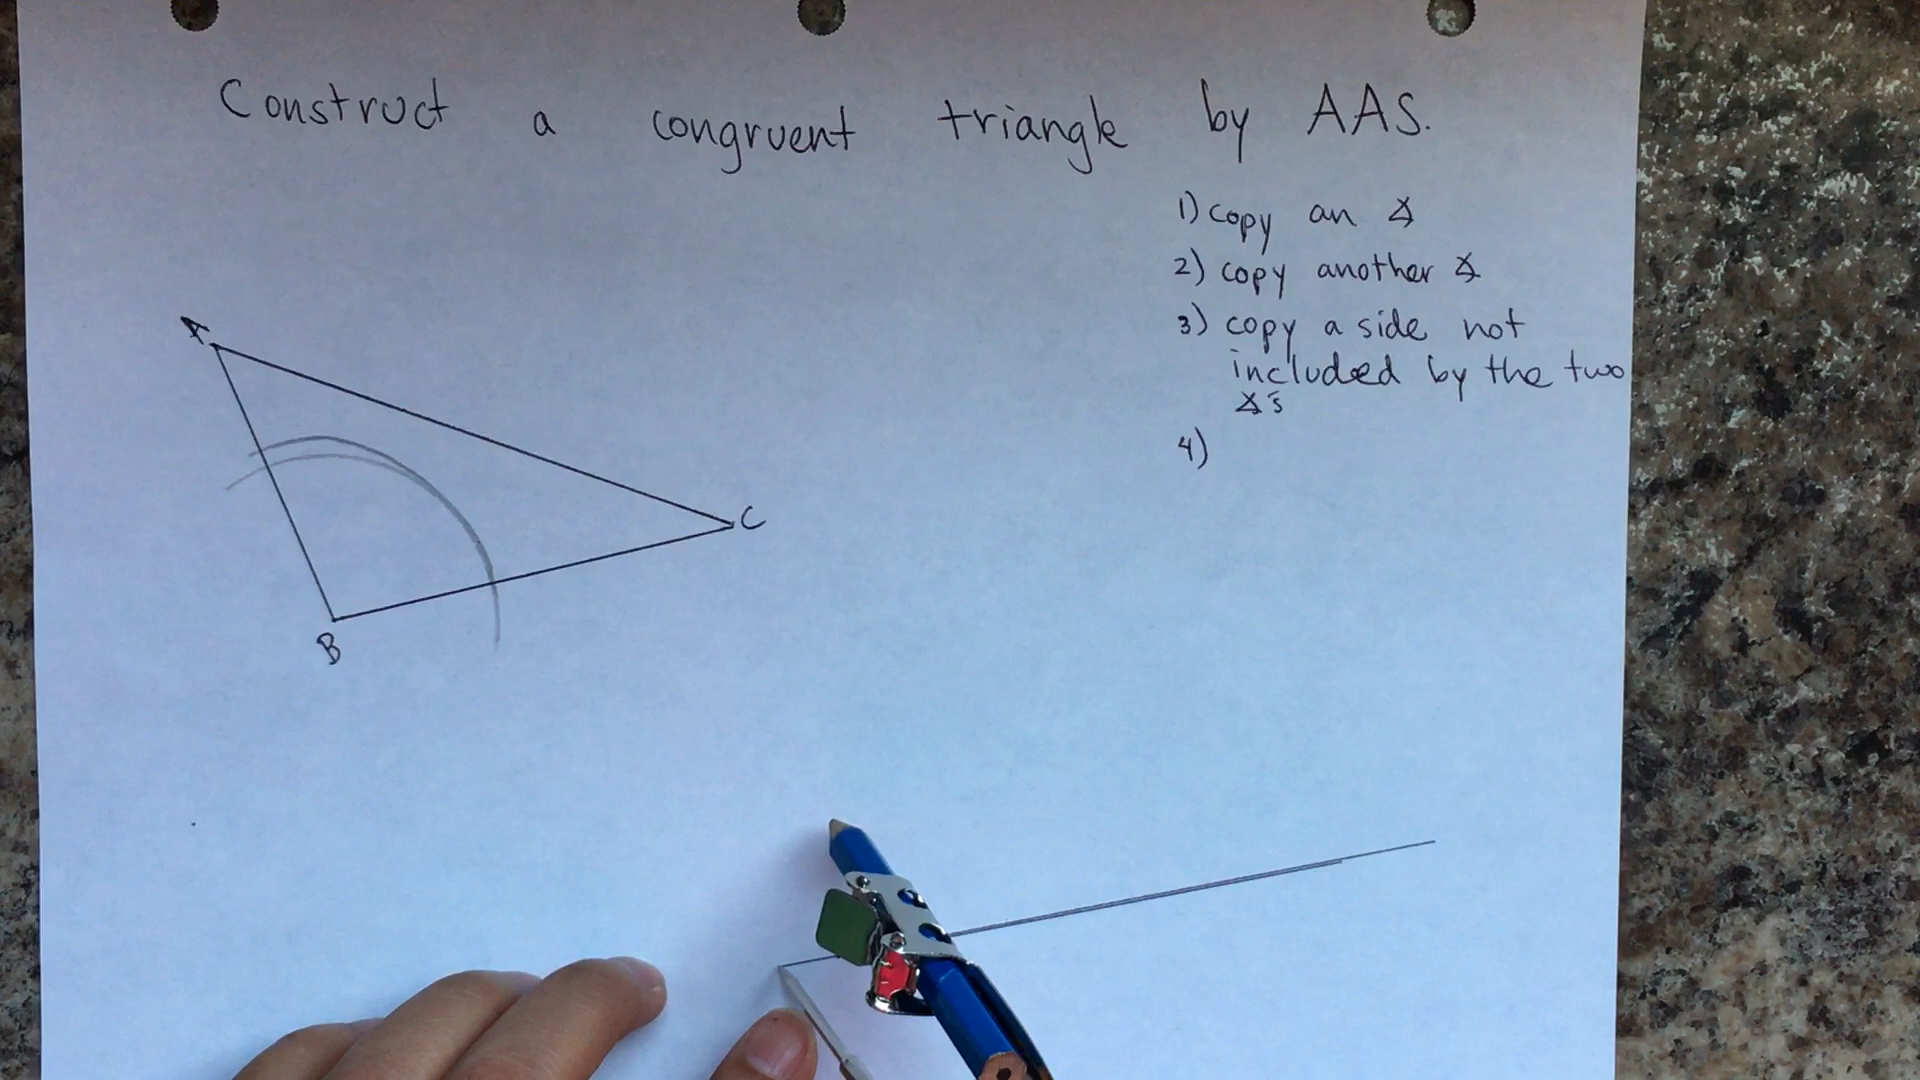 Construct a congruent triangle by AAS.
1) copy an ∡
2) copy another ∡
3) copy a side not
included by the two
∡'s
4)
A
C
B